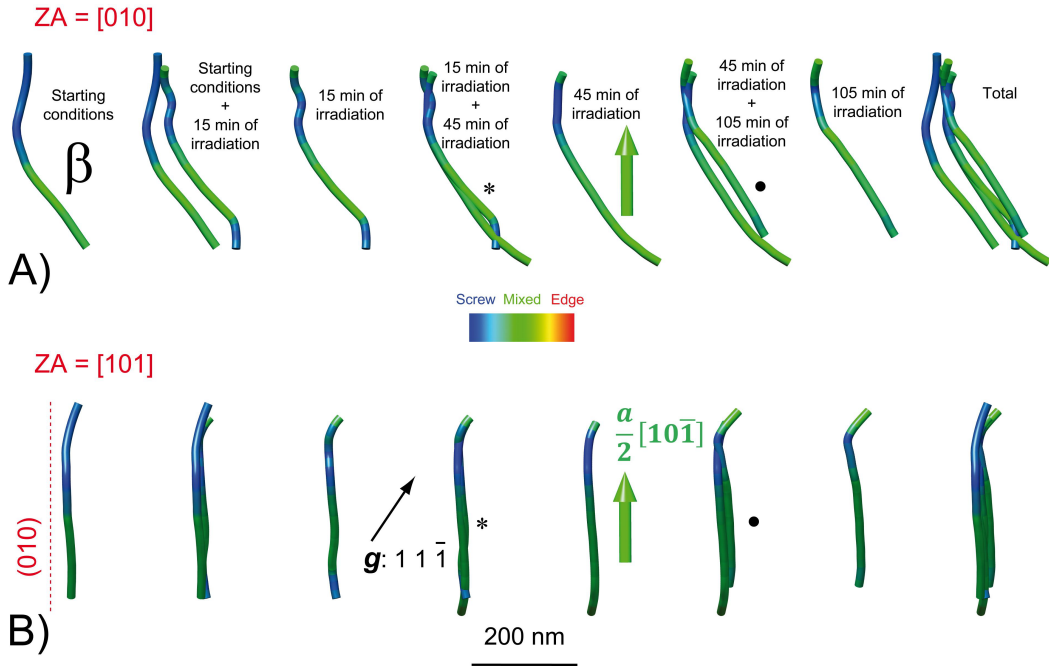 ZA = [010]
Starting
conditions
β
Starting
conditions
+
15 min of
irradiation
15 min of
irradiation
15 min of
irradiation
+
45 min of
irradiation
*
45 min of
irradiation
45 min of
irradiation
+
105 min of
irradiation
•
105 min of
irradiation
Total
A)
Screw Mixed Edge
ZA = [101]
(010)
g: 1 1 1̅
*
a/2 [101̅]
•
B)
200 nm